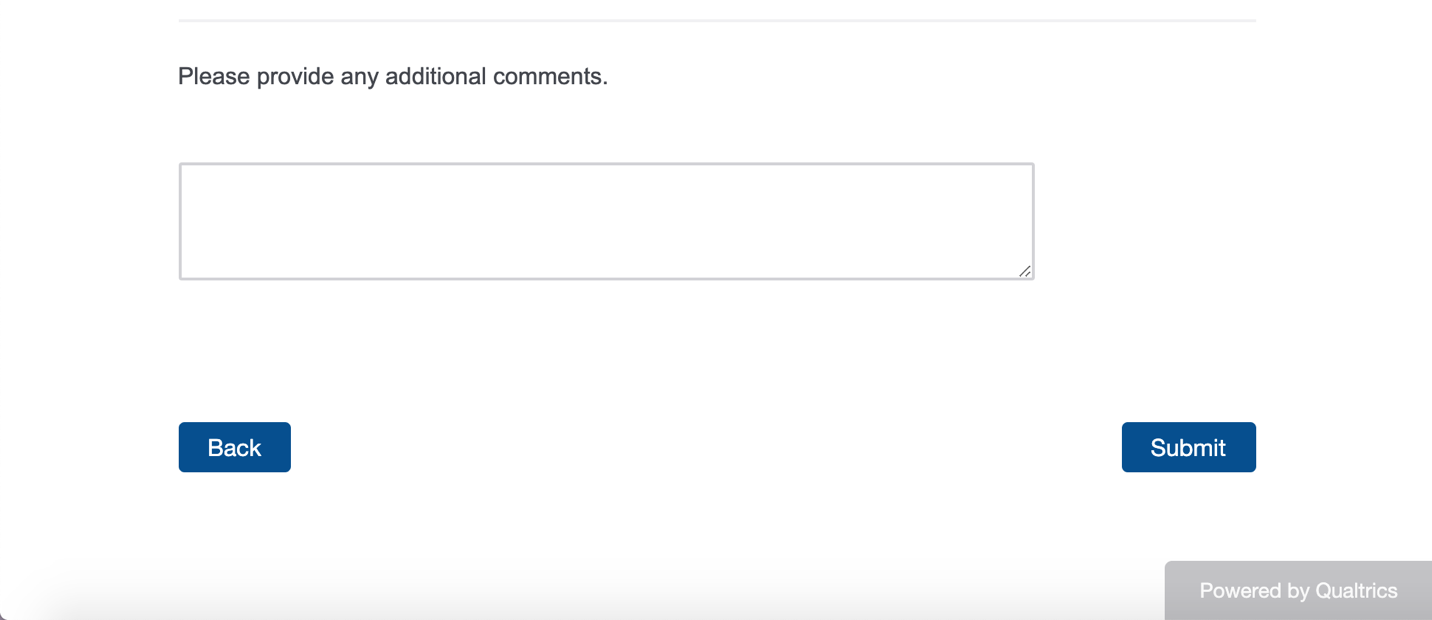 Please provide any additional comments.
Back
Submit
Powered by Qualtrics